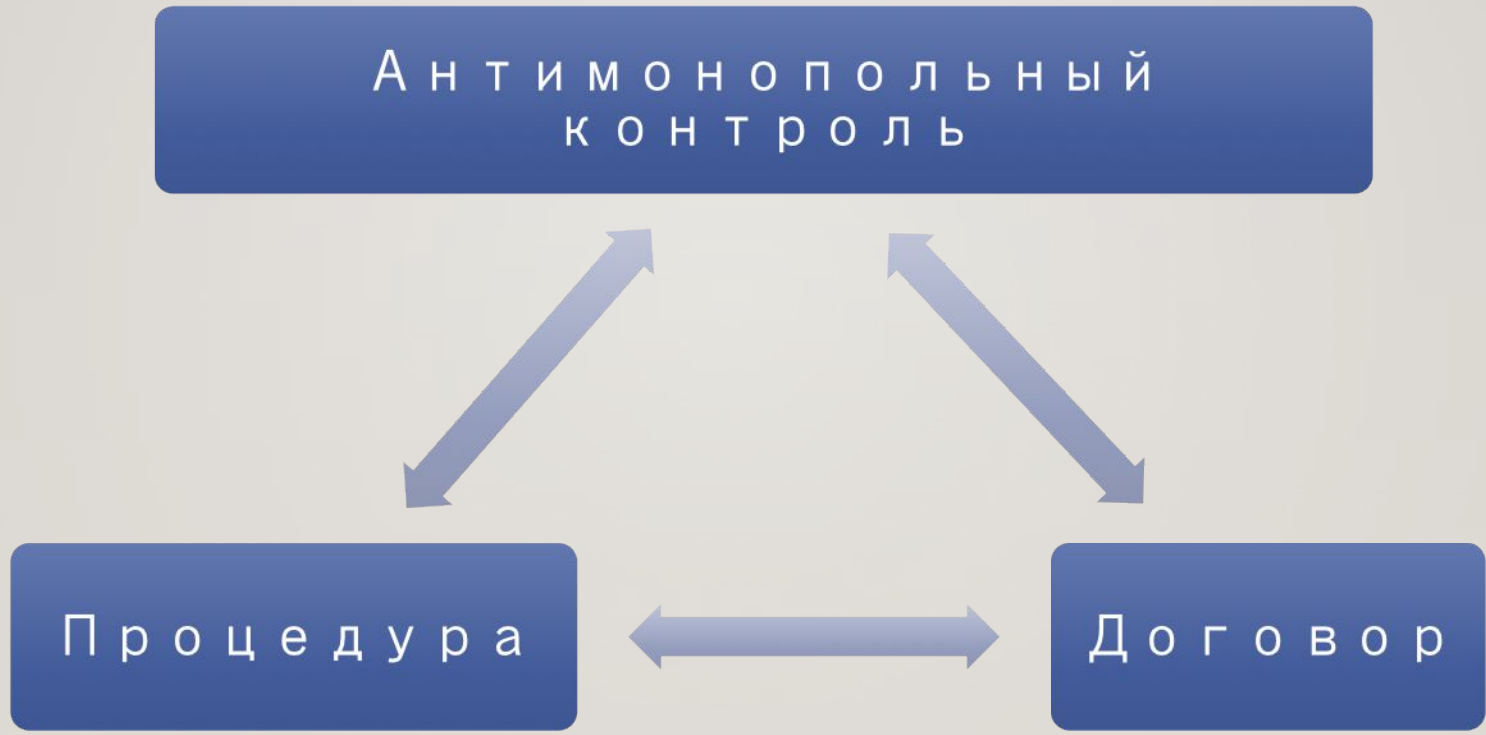 Антимонопольный
контроль
Процедура
Договор